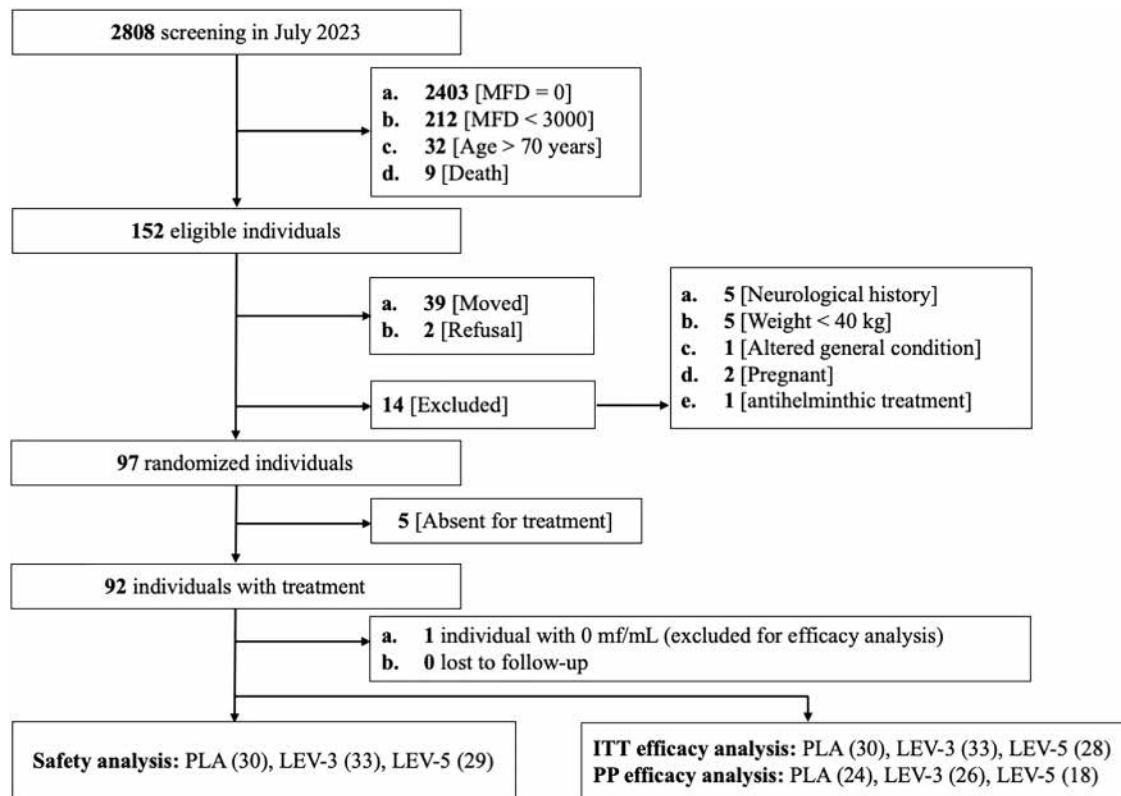 2808 screening in July 2023
a. 2403 [MFD = 0]
b. 212 [MFD < 3000]
c. 32 [Age > 70 years]
d. 9 [Death]
152 eligible individuals
a. 39 [Moved]
b. 2 [Refusal]
a. 5 [Neurological history]
b. 5 [Weight < 40 kg]
c. 1 [Altered general condition]
d. 2 [Pregnant]
e. 1 [antihelminthic treatment]
14 [Excluded]
97 randomized individuals
5 [Absent for treatment]
92 individuals with treatment
a. 1 individual with 0 mf/mL (excluded for efficacy analysis)
b. 0 lost to follow-up
Safety analysis: PLA (30), LEV-3 (33), LEV-5 (29)
ITT efficacy analysis: PLA (30), LEV-3 (33), LEV-5 (28)
PP efficacy analysis: PLA (24), LEV-3 (26), LEV-5 (18)